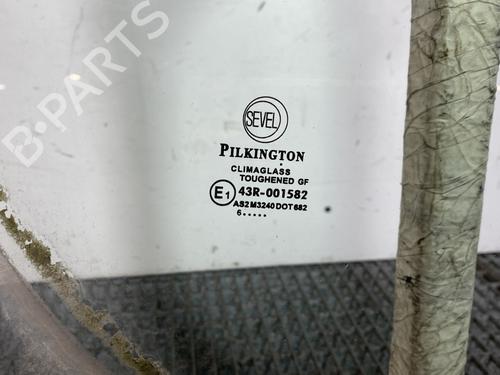 B-PARTS
SEVEL
PILKINGTON
CLIMAGLASS
TOUGHENED GF
E1 43R-001582
AS2 M3240 DOT 682
6.....